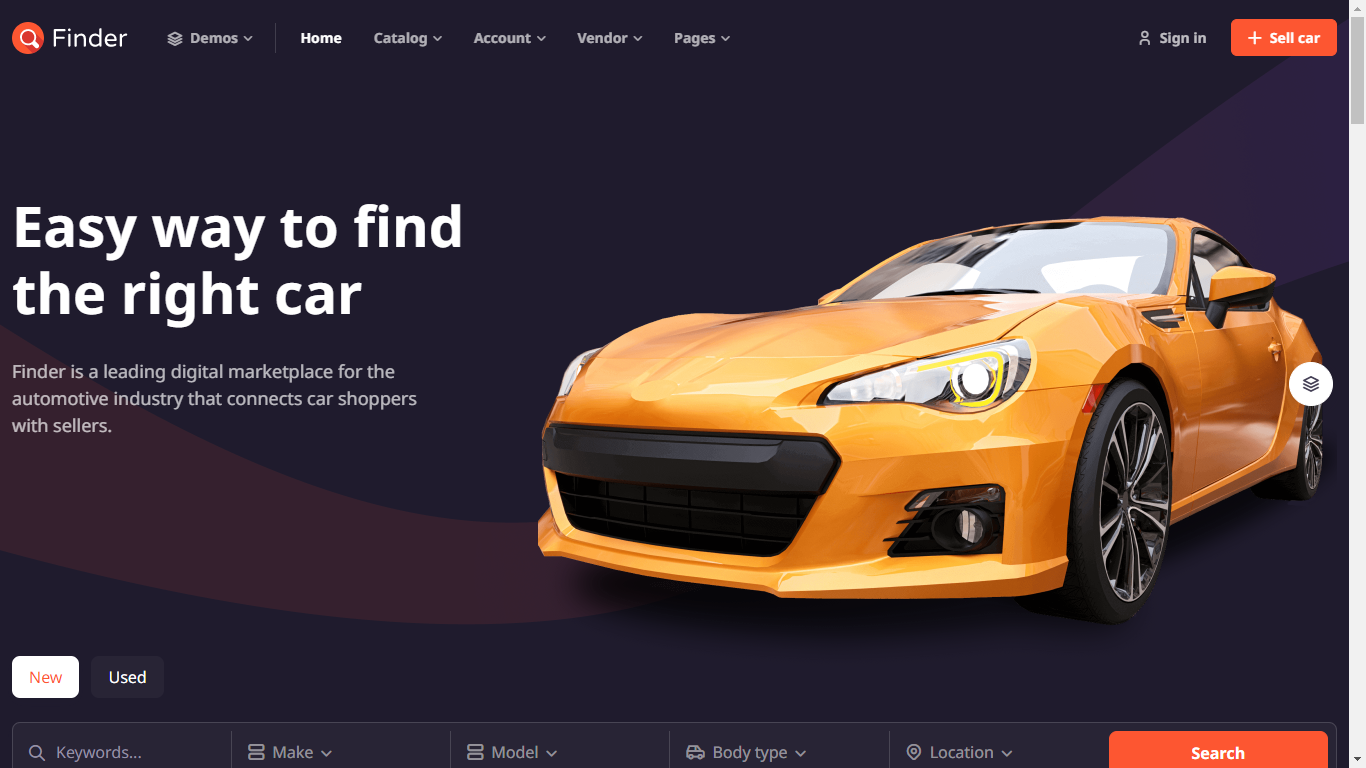 Finder
Demos
Home
Catalog
Account
Vendor
Pages
Sign in
Sell car
Easy way to find
the right car
Finder is a leading digital marketplace for the
automotive industry that connects car shoppers
with sellers.
New
Used
Keywords...
Make
Model
Body type
Location
Search